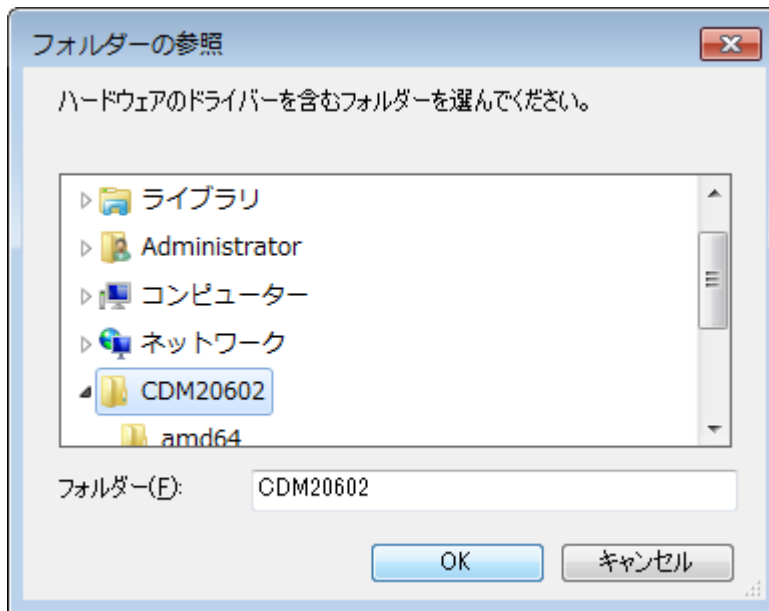 フォルダーの参照
ハードウェアのドライバーを含むフォルダーを選んでください。
ライブラリ
Administrator
コンピューター
ネットワーク
CDM20602
amd64
フォルダー(F): CDM20602
OK キャンセル